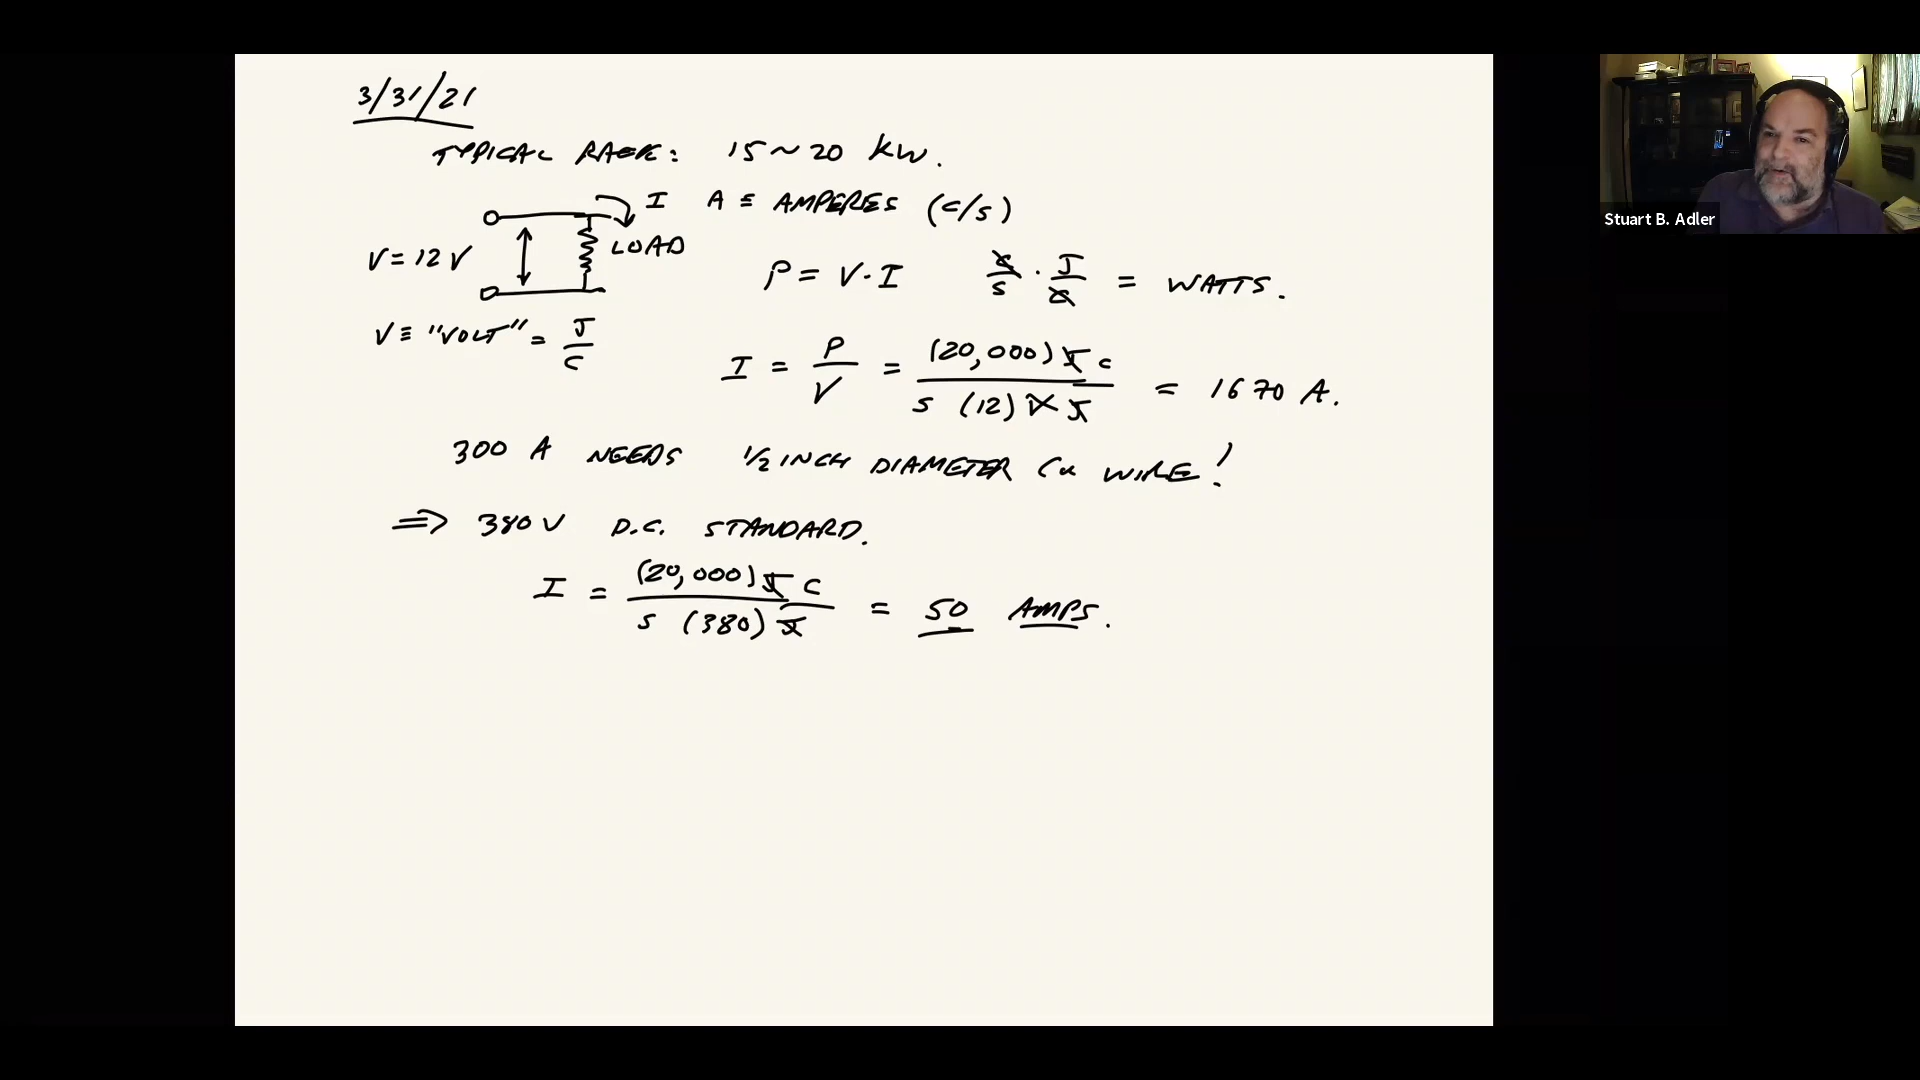 3/31/21
TYPICAL RACK: 15~20 kW.
I A ≡ AMPERES (C/S)
V = 12 V LOAD
P = V·I C/S · J/C = WATTS.
V ≡ "VOLT" = J/C
I = P/V = (20,000) J C / S (12) V J = 1670 A.
300 A NEEDS 1/2 INCH DIAMETER Cu WIRE!
⇒ 380 V D.C. STANDARD.
I = (20,000) J C / S (380) J = 50 AMPS.
Stuart B. Adler